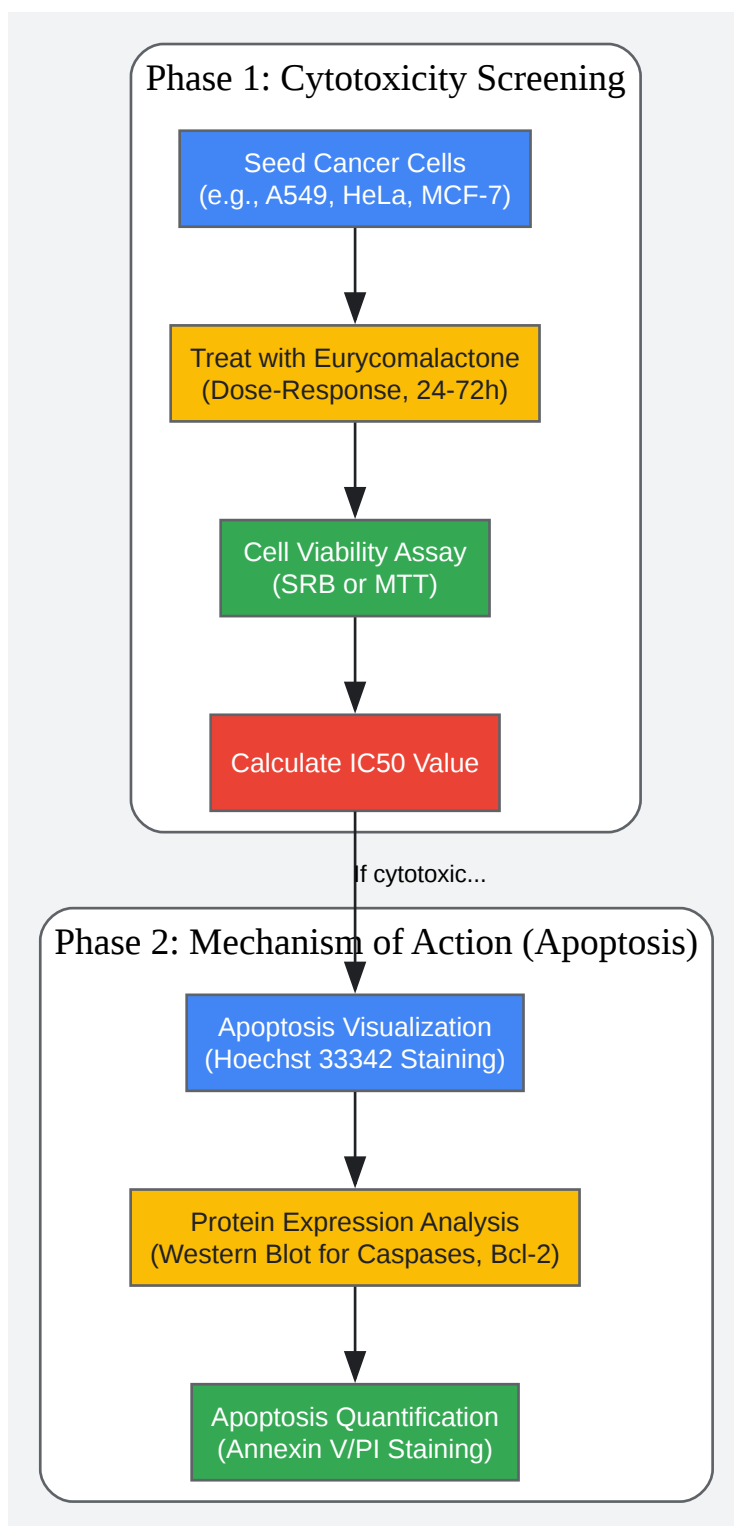 Phase 1: Cytotoxicity Screening
Seed Cancer Cells
(e.g., A549, HeLa, MCF-7)
Treat with Eurycomalactone
(Dose-Response, 24-72h)
Cell Viability Assay
(SRB or MTT)
Calculate IC50 Value
If cytotoxic...
Phase 2: Mechanism of Action (Apoptosis)
Apoptosis Visualization
(Hoechst 33342 Staining)
Protein Expression Analysis
(Western Blot for Caspases, Bcl-2)
Apoptosis Quantification
(Annexin V/PI Staining)